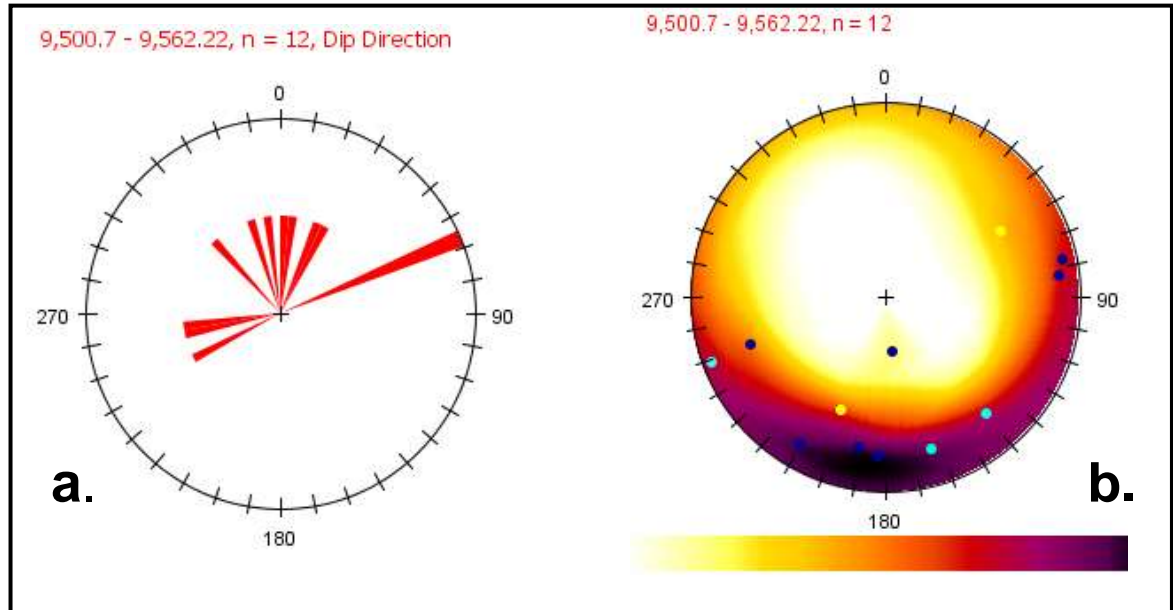 9,500.7 - 9,562.22, n = 12, Dip Direction
0
270
90
180
a.
9,500.7 - 9,562.22, n = 12
0
270
90
180
b.